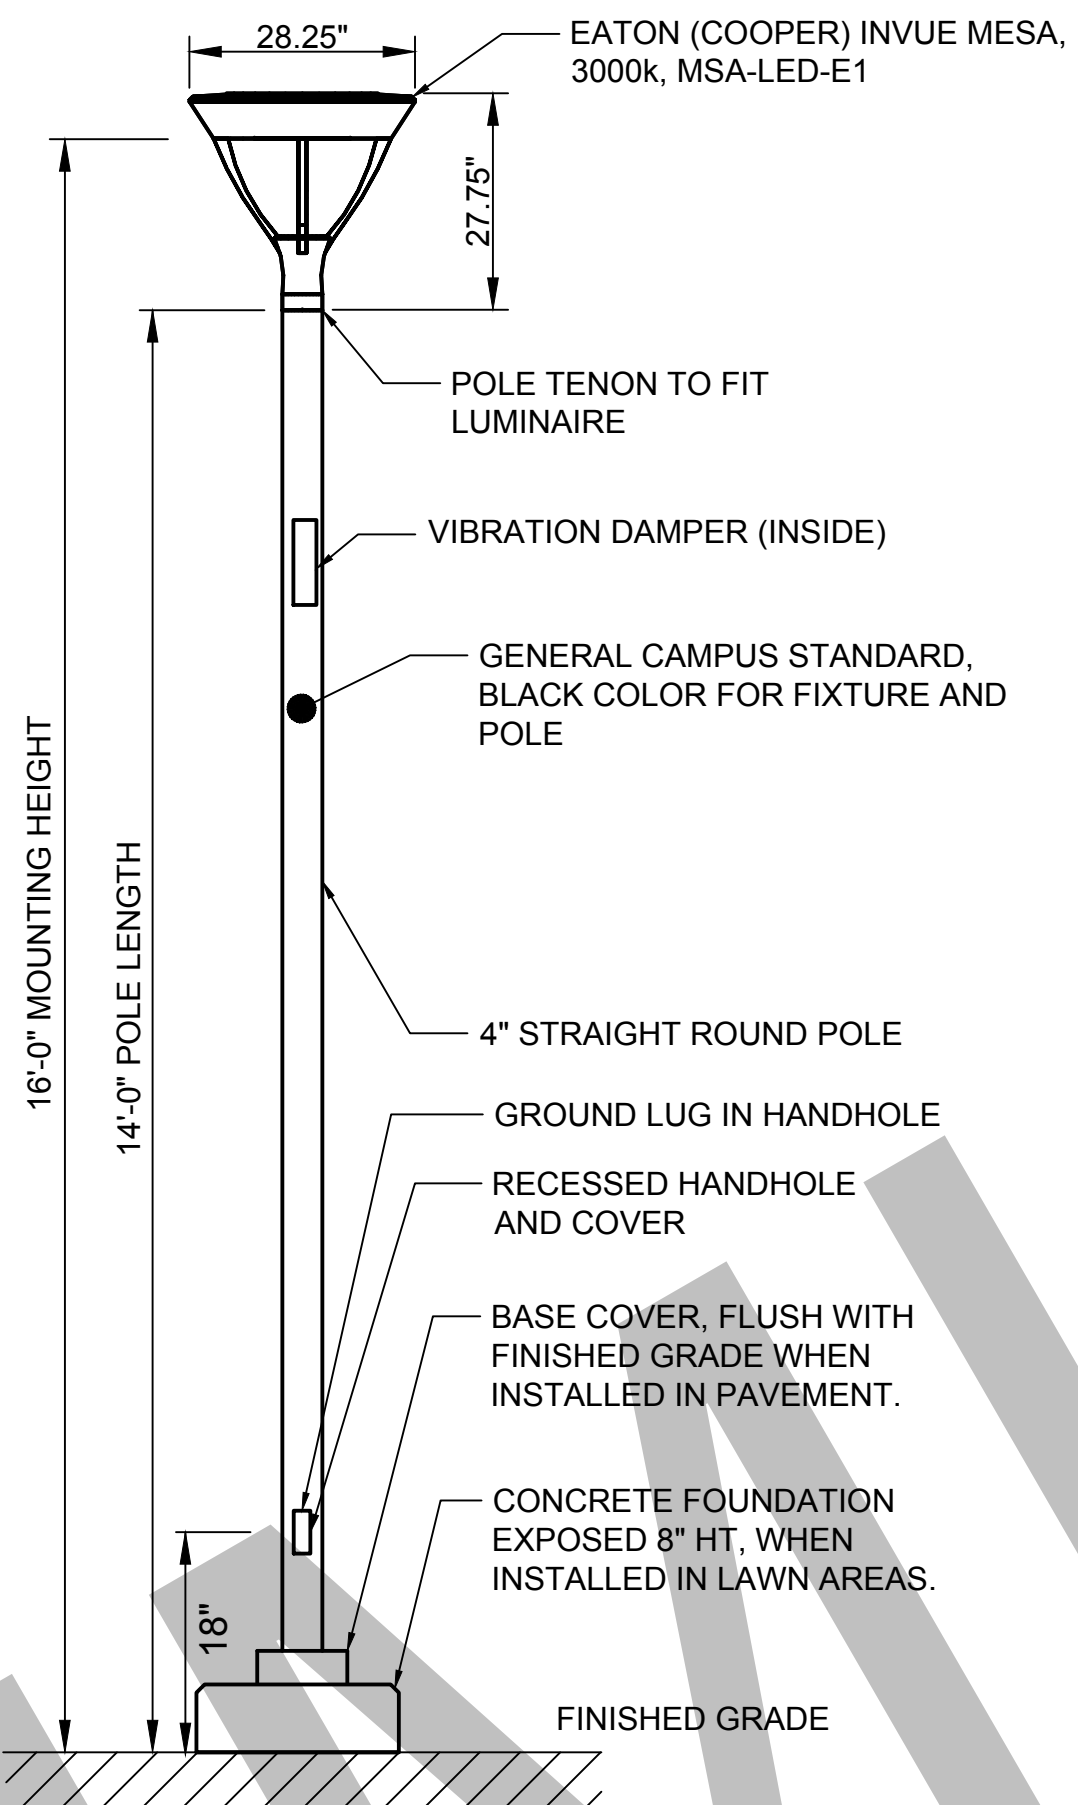 28.25"
EATON (COOPER) INVUE MESA,
3000k, MSA-LED-E1
27.75"
POLE TENON TO FIT
LUMINAIRE
VIBRATION DAMPER (INSIDE)
GENERAL CAMPUS STANDARD,
BLACK COLOR FOR FIXTURE AND
POLE
16'-0" MOUNTING HEIGHT
14'-0" POLE LENGTH
4" STRAIGHT ROUND POLE
GROUND LUG IN HANDHOLE
RECESSED HANDHOLE
AND COVER
BASE COVER, FLUSH WITH
FINISHED GRADE WHEN
INSTALLED IN PAVEMENT.
CONCRETE FOUNDATION
EXPOSED 8" HT, WHEN
INSTALLED IN LAWN AREAS.
18"
FINISHED GRADE